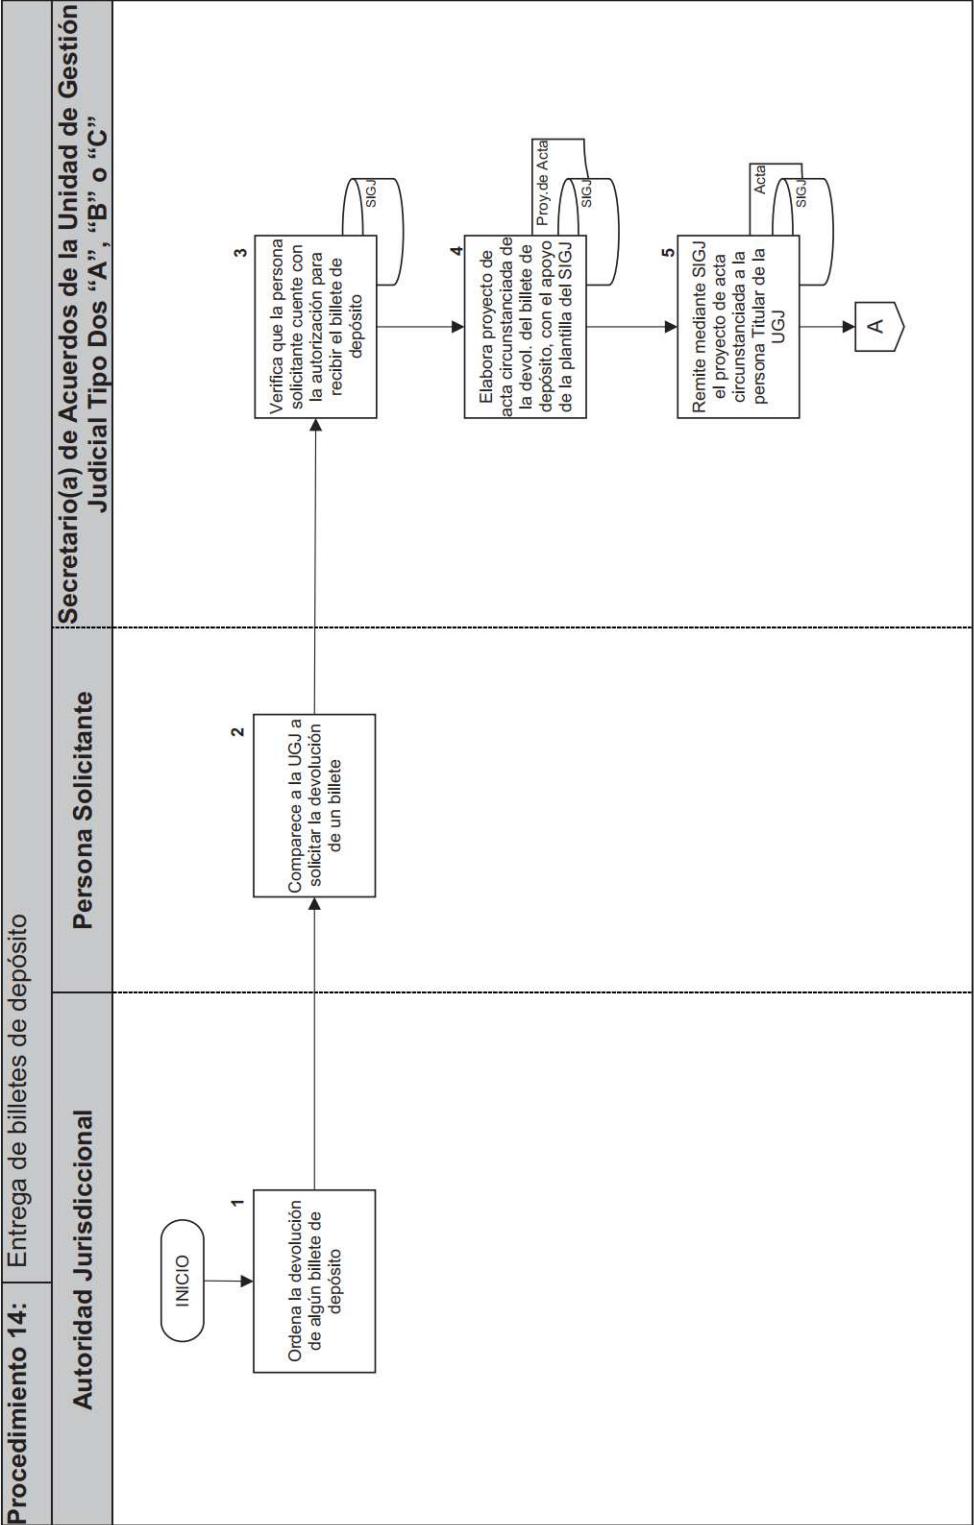 Procedimiento 14:
Entrega de billetes de depósito
Autoridad Jurisdiccional
Persona Solicitante
Secretario(a) de Acuerdos de la Unidad de Gestión
Judicial Tipo Dos “A”, “B” o “C”
INICIO
1
Ordena la devolución
de algún billete de
depósito
2
Comparece a la UGJ a
solicitar la devolución
de un billete
3
Verifica que la persona
solicitante cuente con
la autorización para
recibir el billete de
depósito
SIGJ
4
Elabora proyecto de
acta circunstanciada de
la devol. del billete de
depósito, con el apoyo
de la plantilla del SIGJ
Proy.de Acta
SIGJ
5
Remite mediante SIGJ
el proyecto de acta
circunstanciada a la
persona Titular de la
UGJ
Acta
SIGJ
A